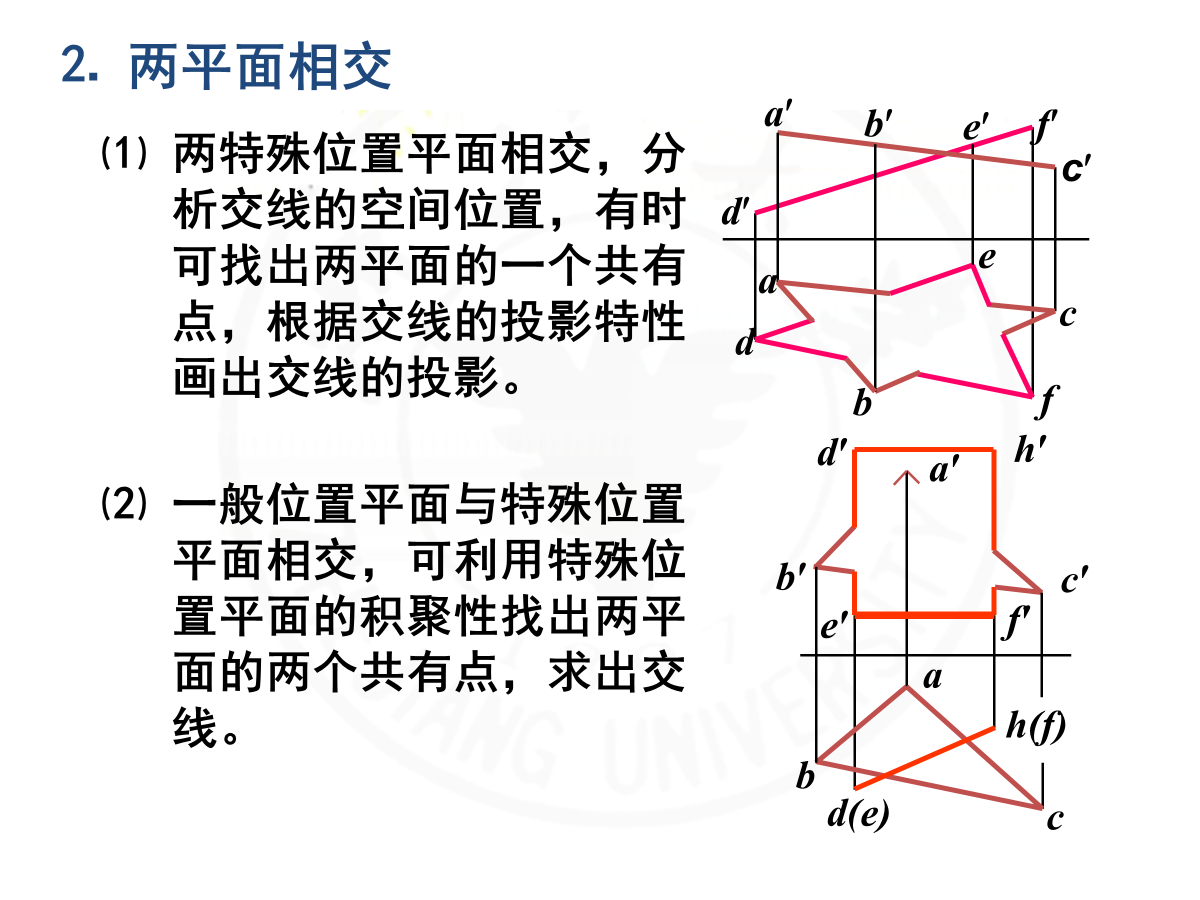 2. 两平面相交
(1) 两特殊位置平面相交，分
析交线的空间位置，有时
可找出两平面的一个共有
点，根据交线的投影特性
画出交线的投影。
a'
b'
e'
f'
c'
d'
e
a
c
d
b
f
(2) 一般位置平面与特殊位置
平面相交，可利用特殊位
置平面的积聚性找出两平
面的两个共有点，求出交
线。
d'
h'
a'
b'
c'
e'
f'
a
h(f)
b
d(e)
c
UNIVERSITY